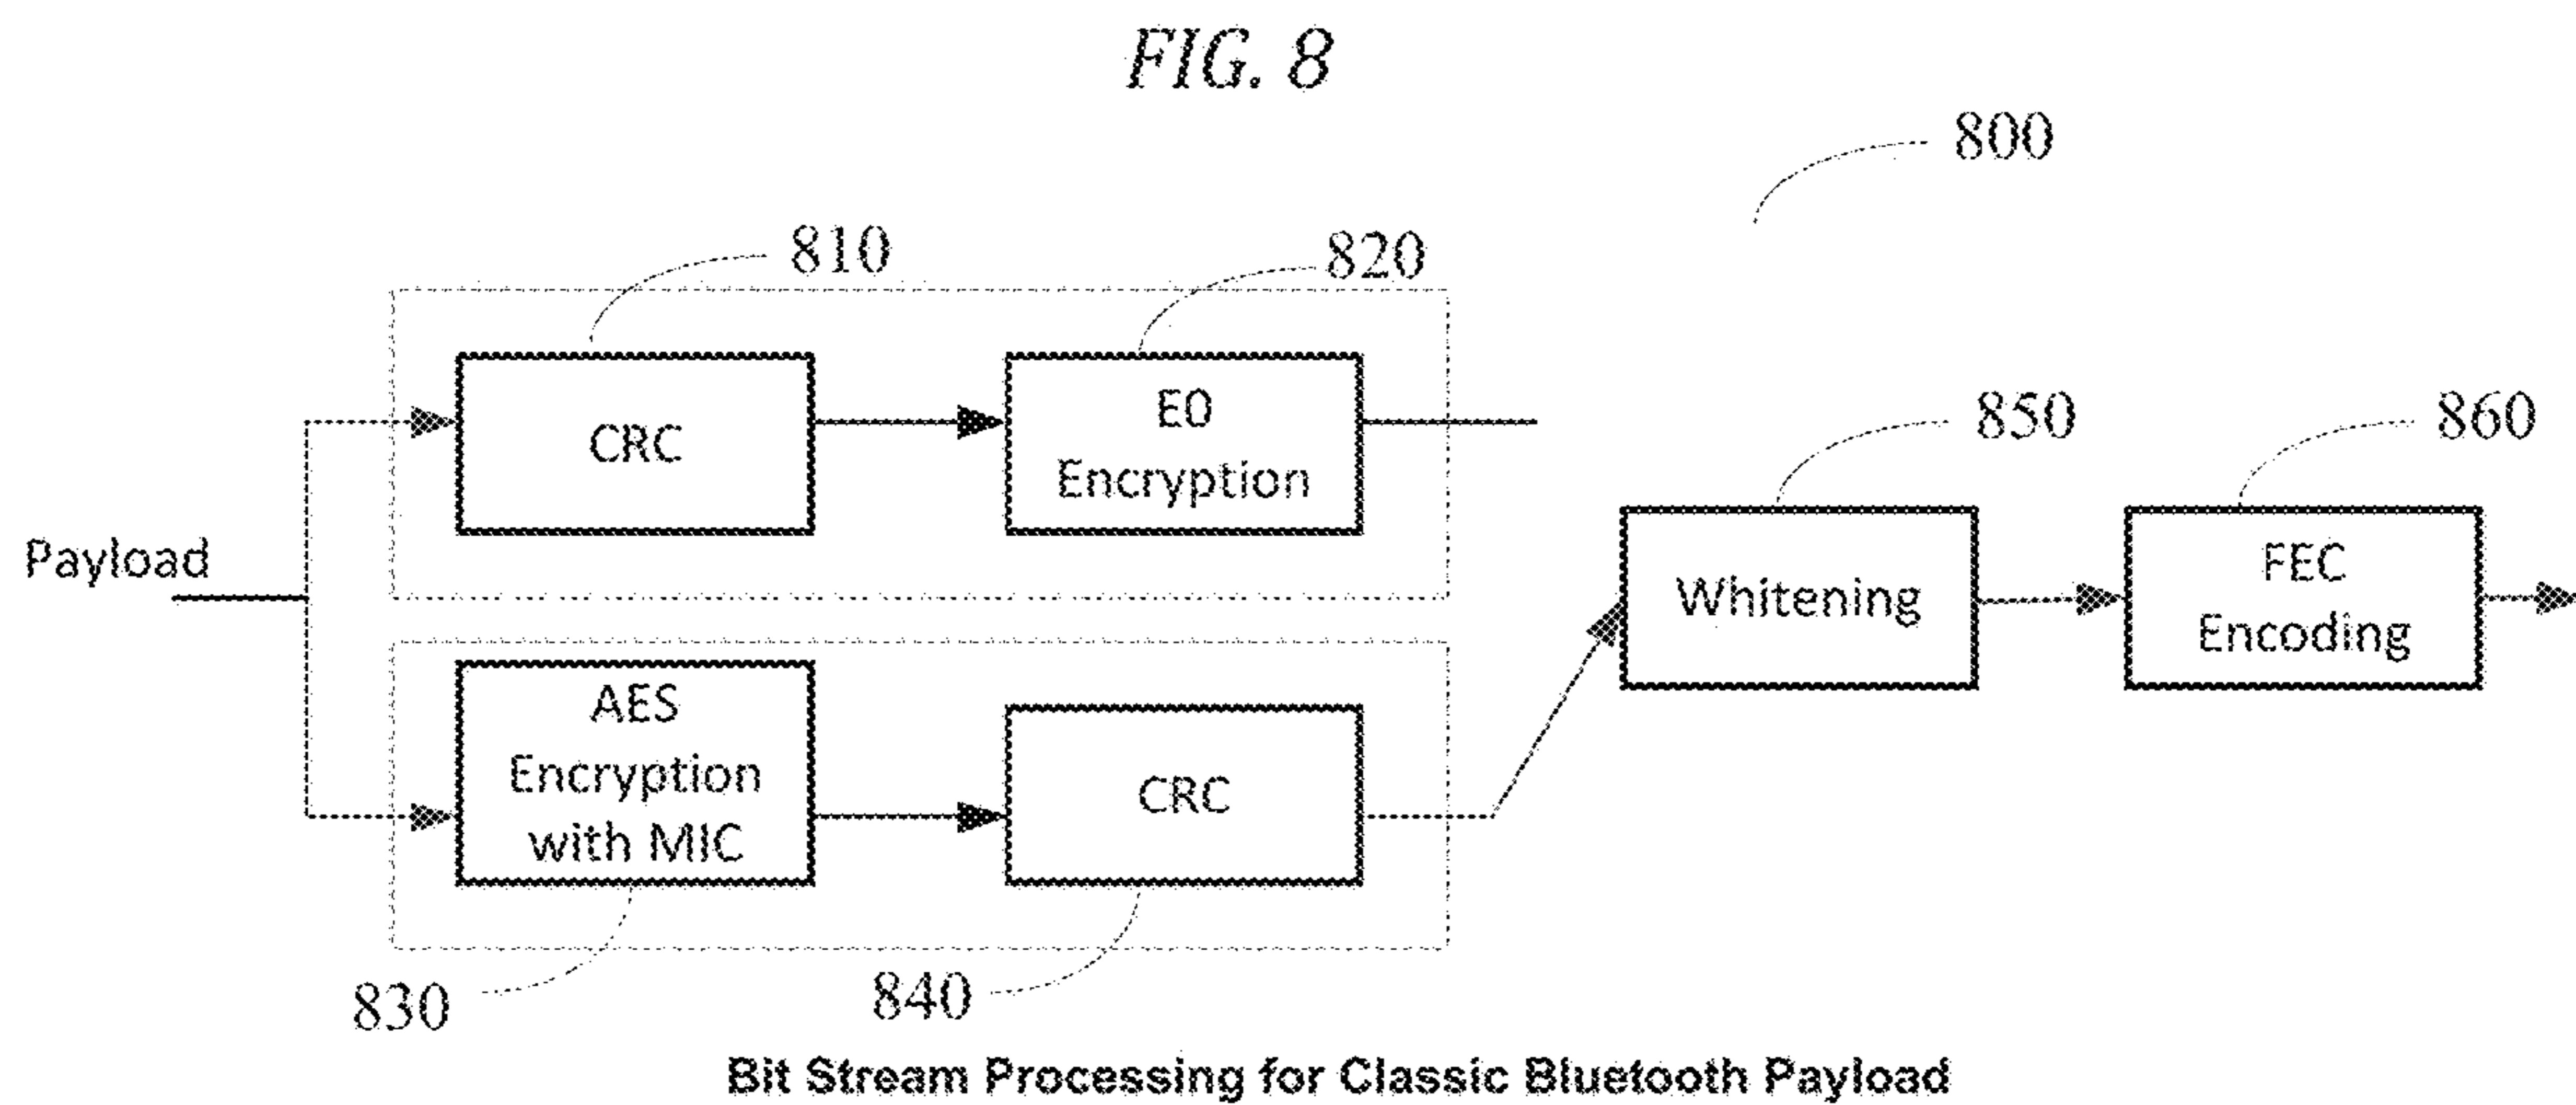 FIG. 8
800
810
820
CRC
E0
Encryption
850
860
Payload
Whitening
FEC
Encoding
AES
Encryption
with MIC
CRC
830
840
Bit Stream Processing for Classic Bluetooth Payload